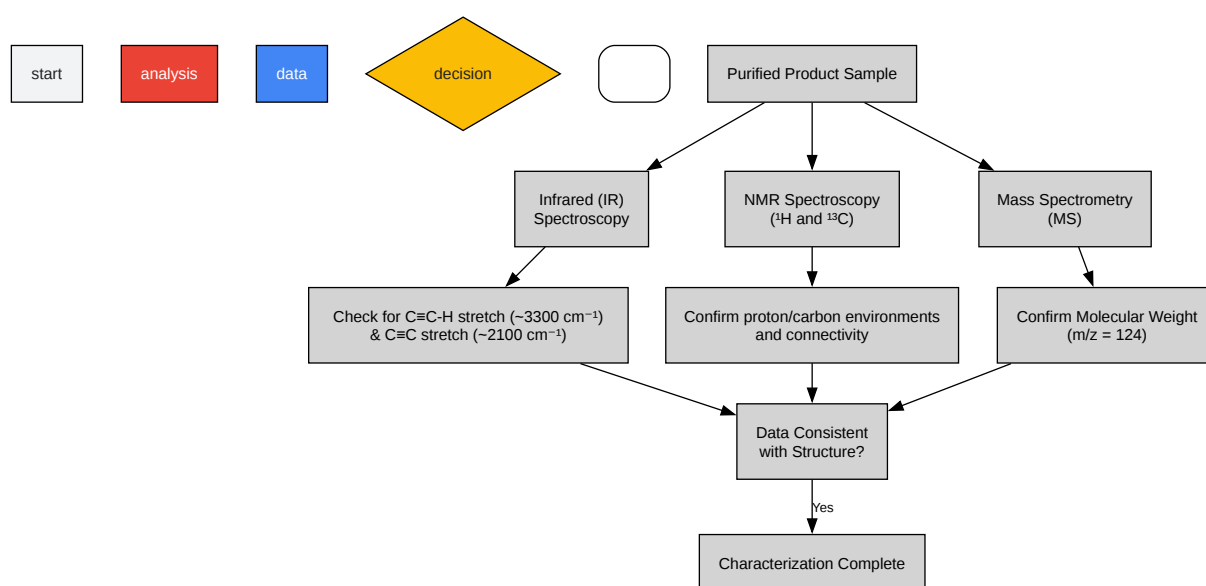 start
analysis
data
decision
Purified Product Sample
Infrared (IR)
Spectroscopy
NMR Spectroscopy
(¹H and ¹³C)
Mass Spectrometry
(MS)
Check for C≡C-H stretch (~3300 cm⁻¹)
& C≡C stretch (~2100 cm⁻¹)
Confirm proton/carbon environments
and connectivity
Confirm Molecular Weight
(m/z = 124)
Data Consistent
with Structure?
Yes
Characterization Complete